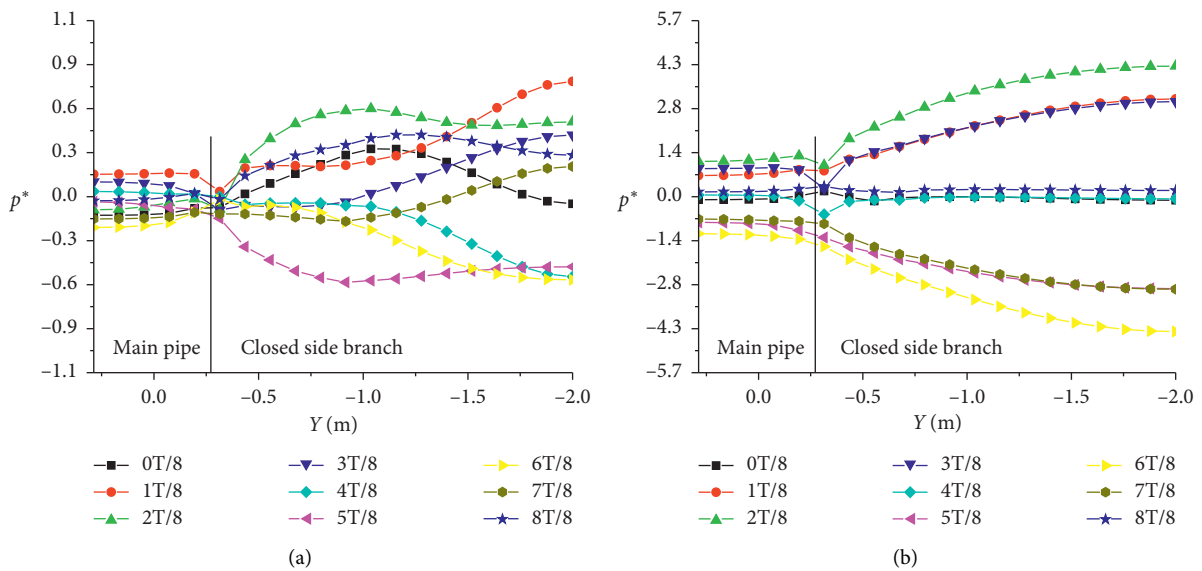 1.1
0.9
0.6
0.3
0.0
–0.3
–0.6
–0.9
–1.1
p*
Main pipe
Closed side branch
0.0 –0.5 –1.0 –1.5 –2.0
Y (m)
0T/8 3T/8 6T/8
1T/8 4T/8 7T/8
2T/8 5T/8 8T/8
(a)
5.7
4.3
2.8
1.4
0.0
–1.4
–2.8
–4.3
–5.7
p*
Main pipe
Closed side branch
0.0 –0.5 –1.0 –1.5 –2.0
Y (m)
0T/8 3T/8 6T/8
1T/8 4T/8 7T/8
2T/8 5T/8 8T/8
(b)